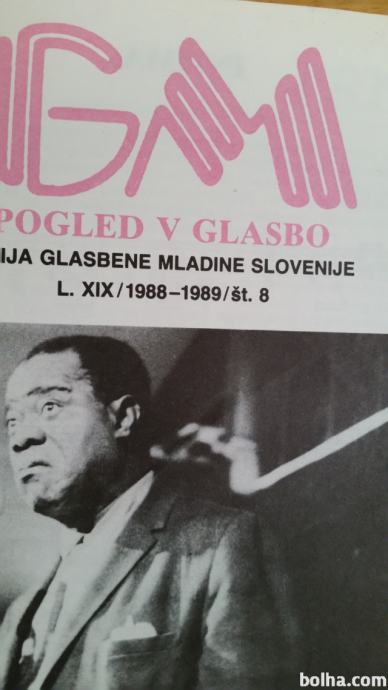 GM
POGLED V GLASBO
IJA GLASBENE MLADINE SLOVENIJE
L. XIX/1988–1989/št. 8
bolha.com